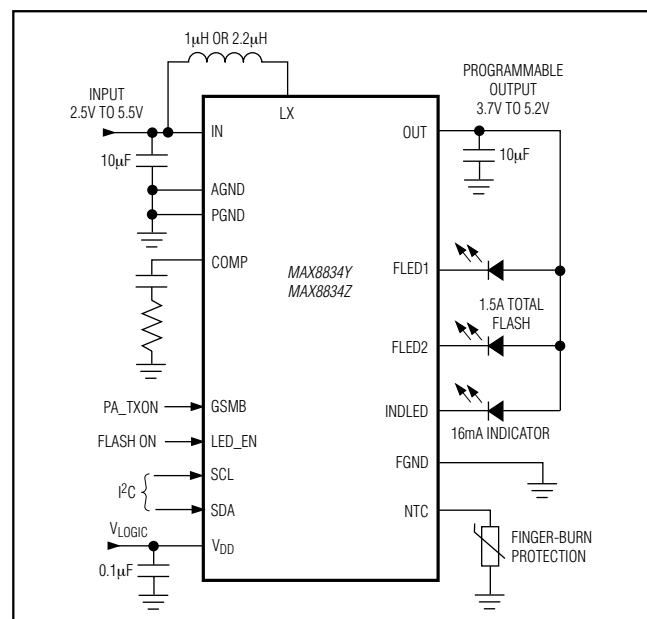 1µH OR 2.2µH
INPUT
2.5V TO 5.5V
PROGRAMMABLE
OUTPUT
3.7V TO 5.2V
LX
IN
OUT
10µF
10µF
AGND
PGND
COMP
MAX8834Y
MAX8834Z
FLED1
1.5A TOTAL
FLASH
FLED2
PA_TXON
GSMB
INDLED
16mA INDICATOR
FLASH ON
LED_EN
FGND
I²C
SCL
SDA
NTC
FINGER-BURN
PROTECTION
VLOGIC
VDD
0.1µF